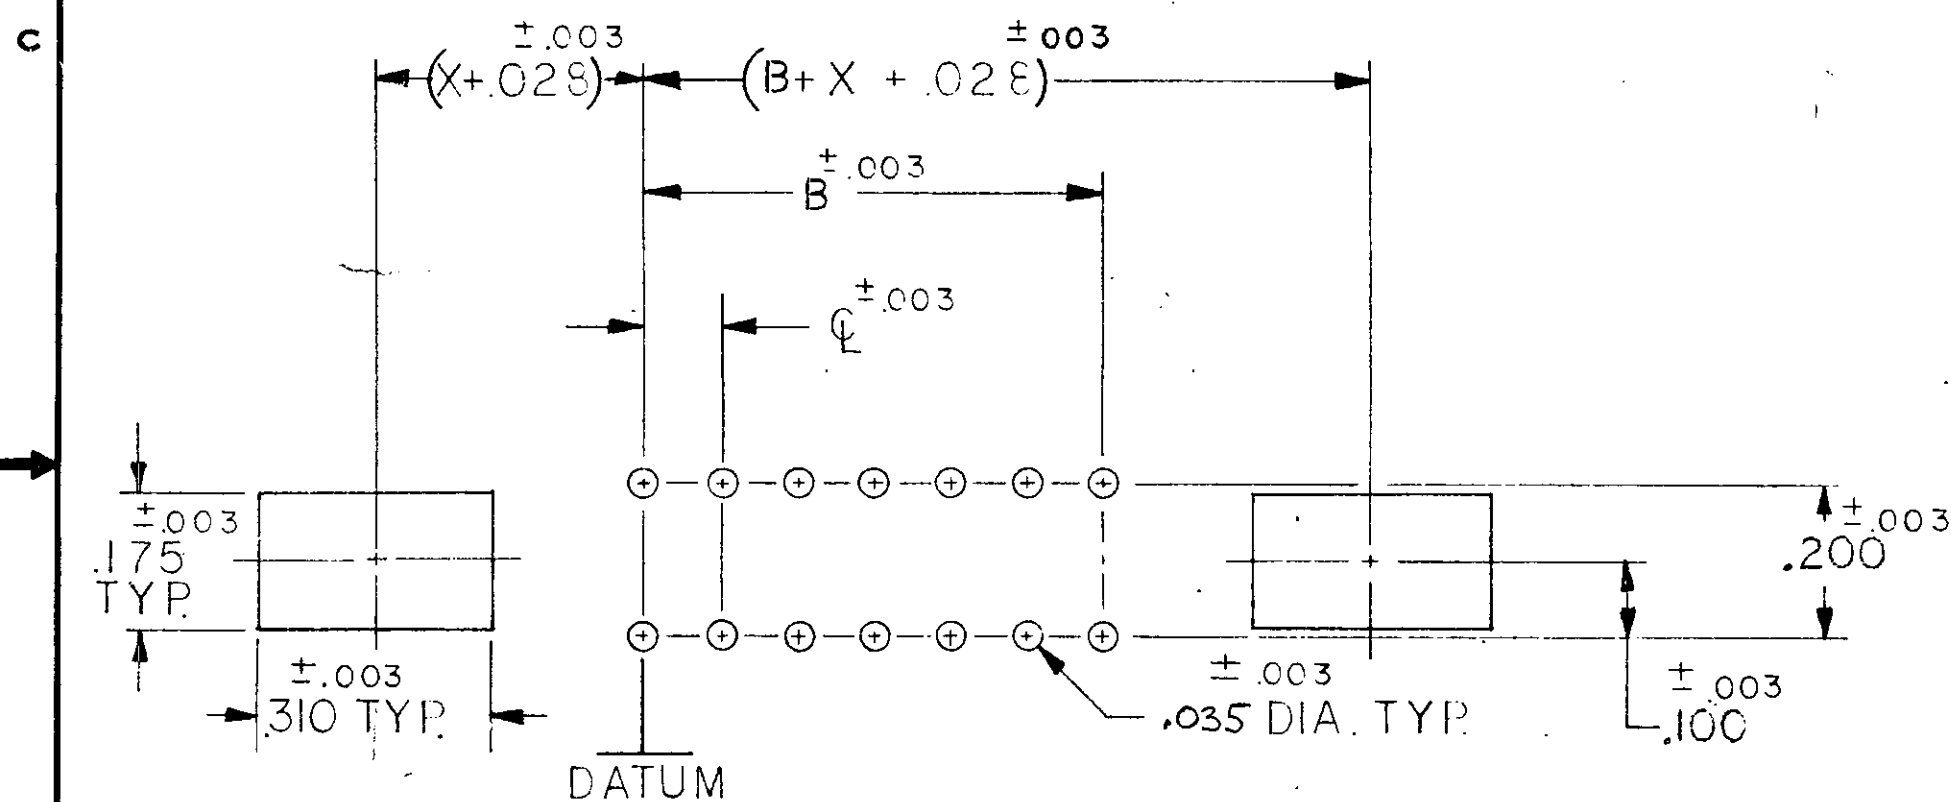 C
±.003
(X+.028)
±003
(B+ X + .028)
±.003
B
±.003
℄
±.003
.175
TYP.
±.003
.200
±.003
.310 TYP.
±.003
.035 DIA. TYP.
±.003
.100
DATUM